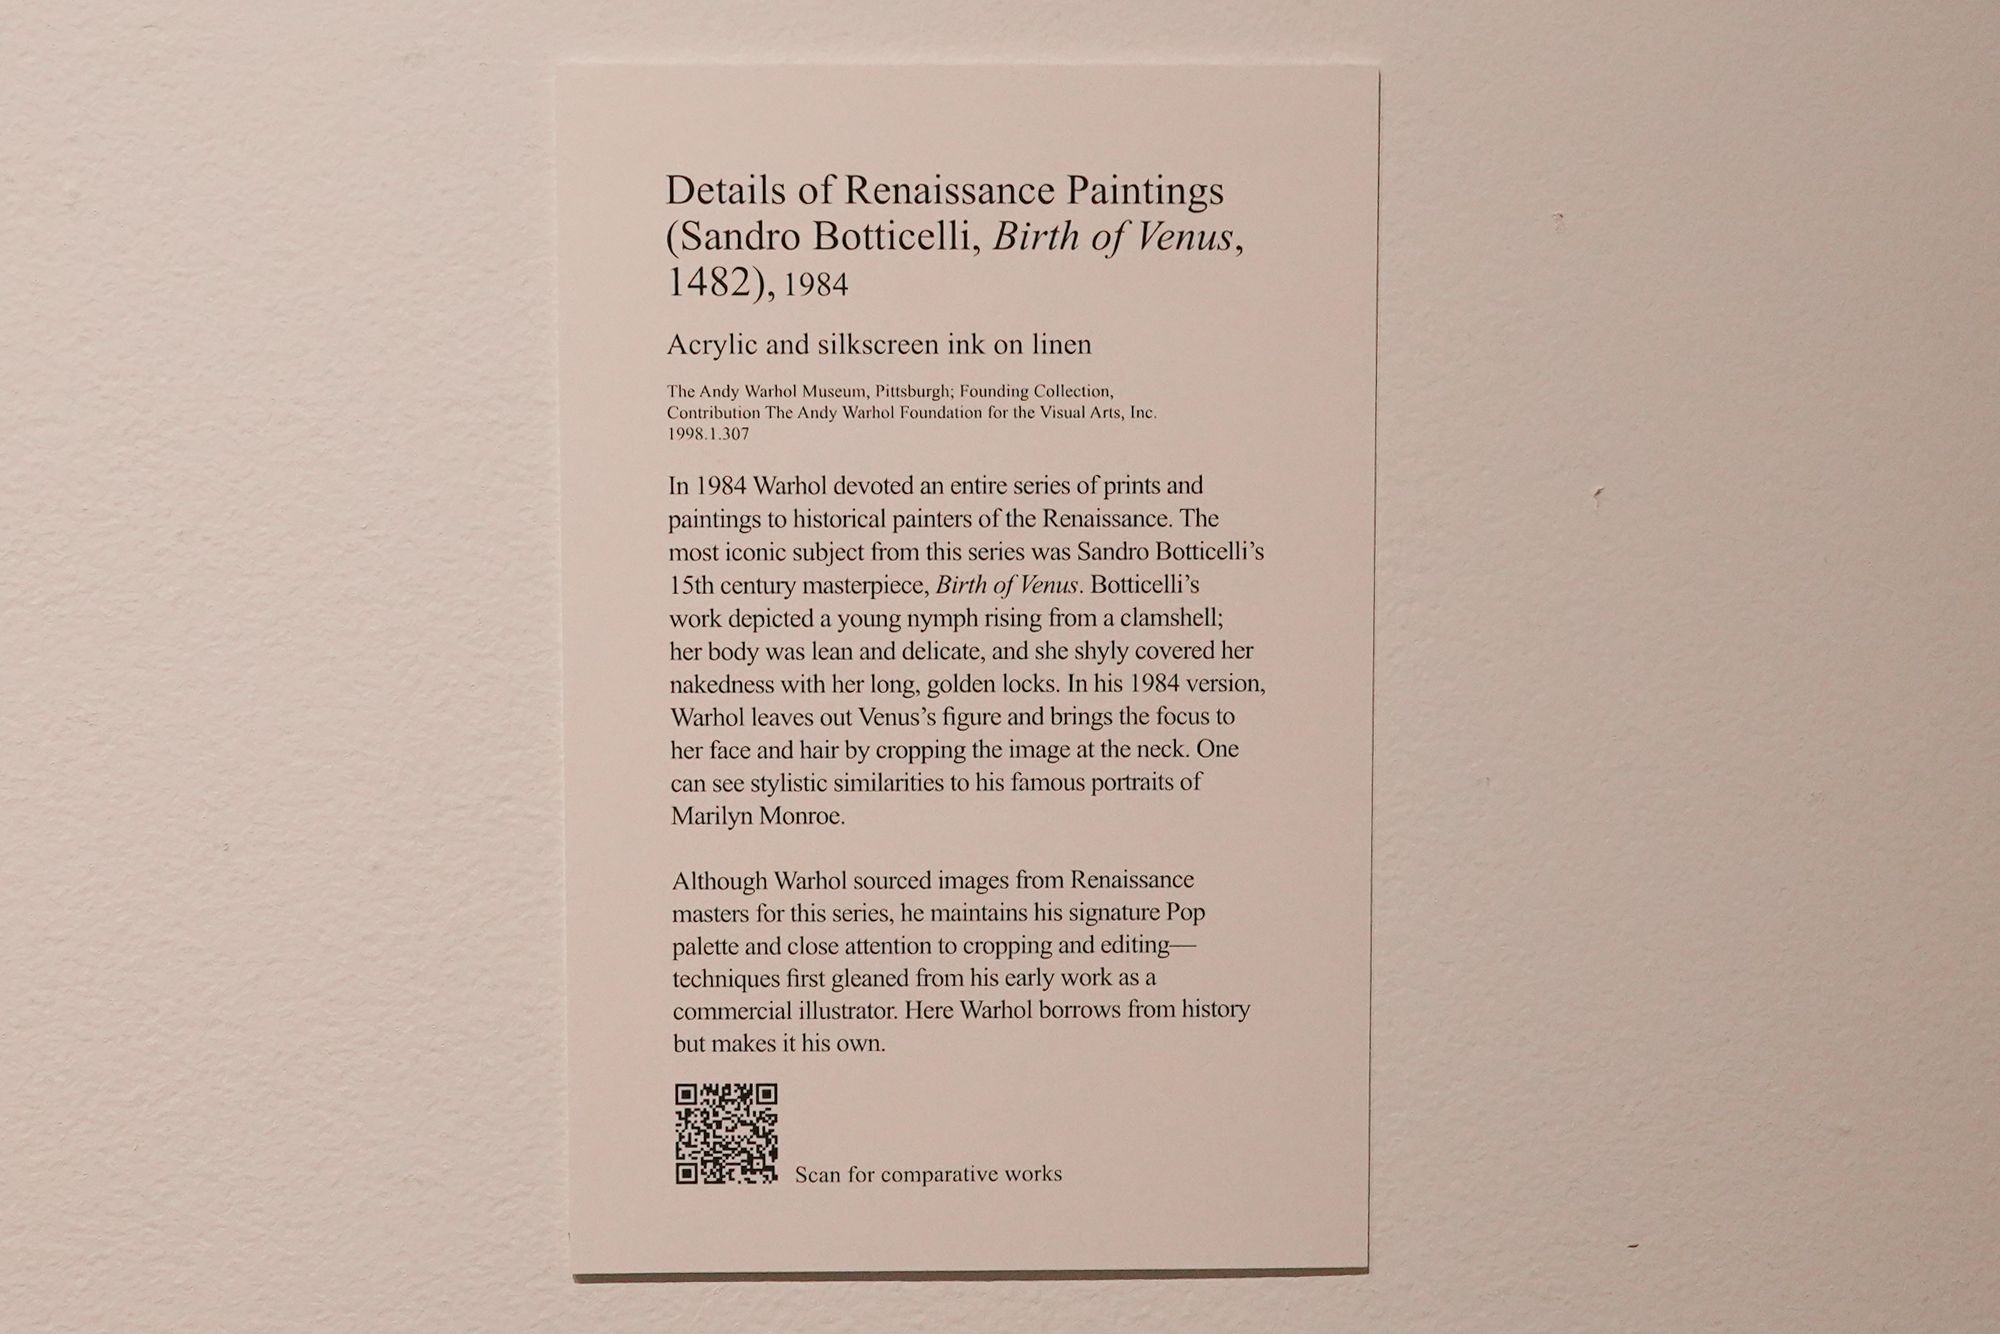 Details of Renaissance Paintings
(Sandro Botticelli, Birth of Venus,
1482), 1984
Acrylic and silkscreen ink on linen
The Andy Warhol Museum, Pittsburgh; Founding Collection,
Contribution The Andy Warhol Foundation for the Visual Arts, Inc.
1998.1.307
In 1984 Warhol devoted an entire series of prints and
paintings to historical painters of the Renaissance. The
most iconic subject from this series was Sandro Botticelli’s
15th century masterpiece, Birth of Venus. Botticelli’s
work depicted a young nymph rising from a clamshell;
her body was lean and delicate, and she shyly covered her
nakedness with her long, golden locks. In his 1984 version,
Warhol leaves out Venus’s figure and brings the focus to
her face and hair by cropping the image at the neck. One
can see stylistic similarities to his famous portraits of
Marilyn Monroe.
Although Warhol sourced images from Renaissance
masters for this series, he maintains his signature Pop
palette and close attention to cropping and editing—
techniques first gleaned from his early work as a
commercial illustrator. Here Warhol borrows from history
but makes it his own.
Scan for comparative works